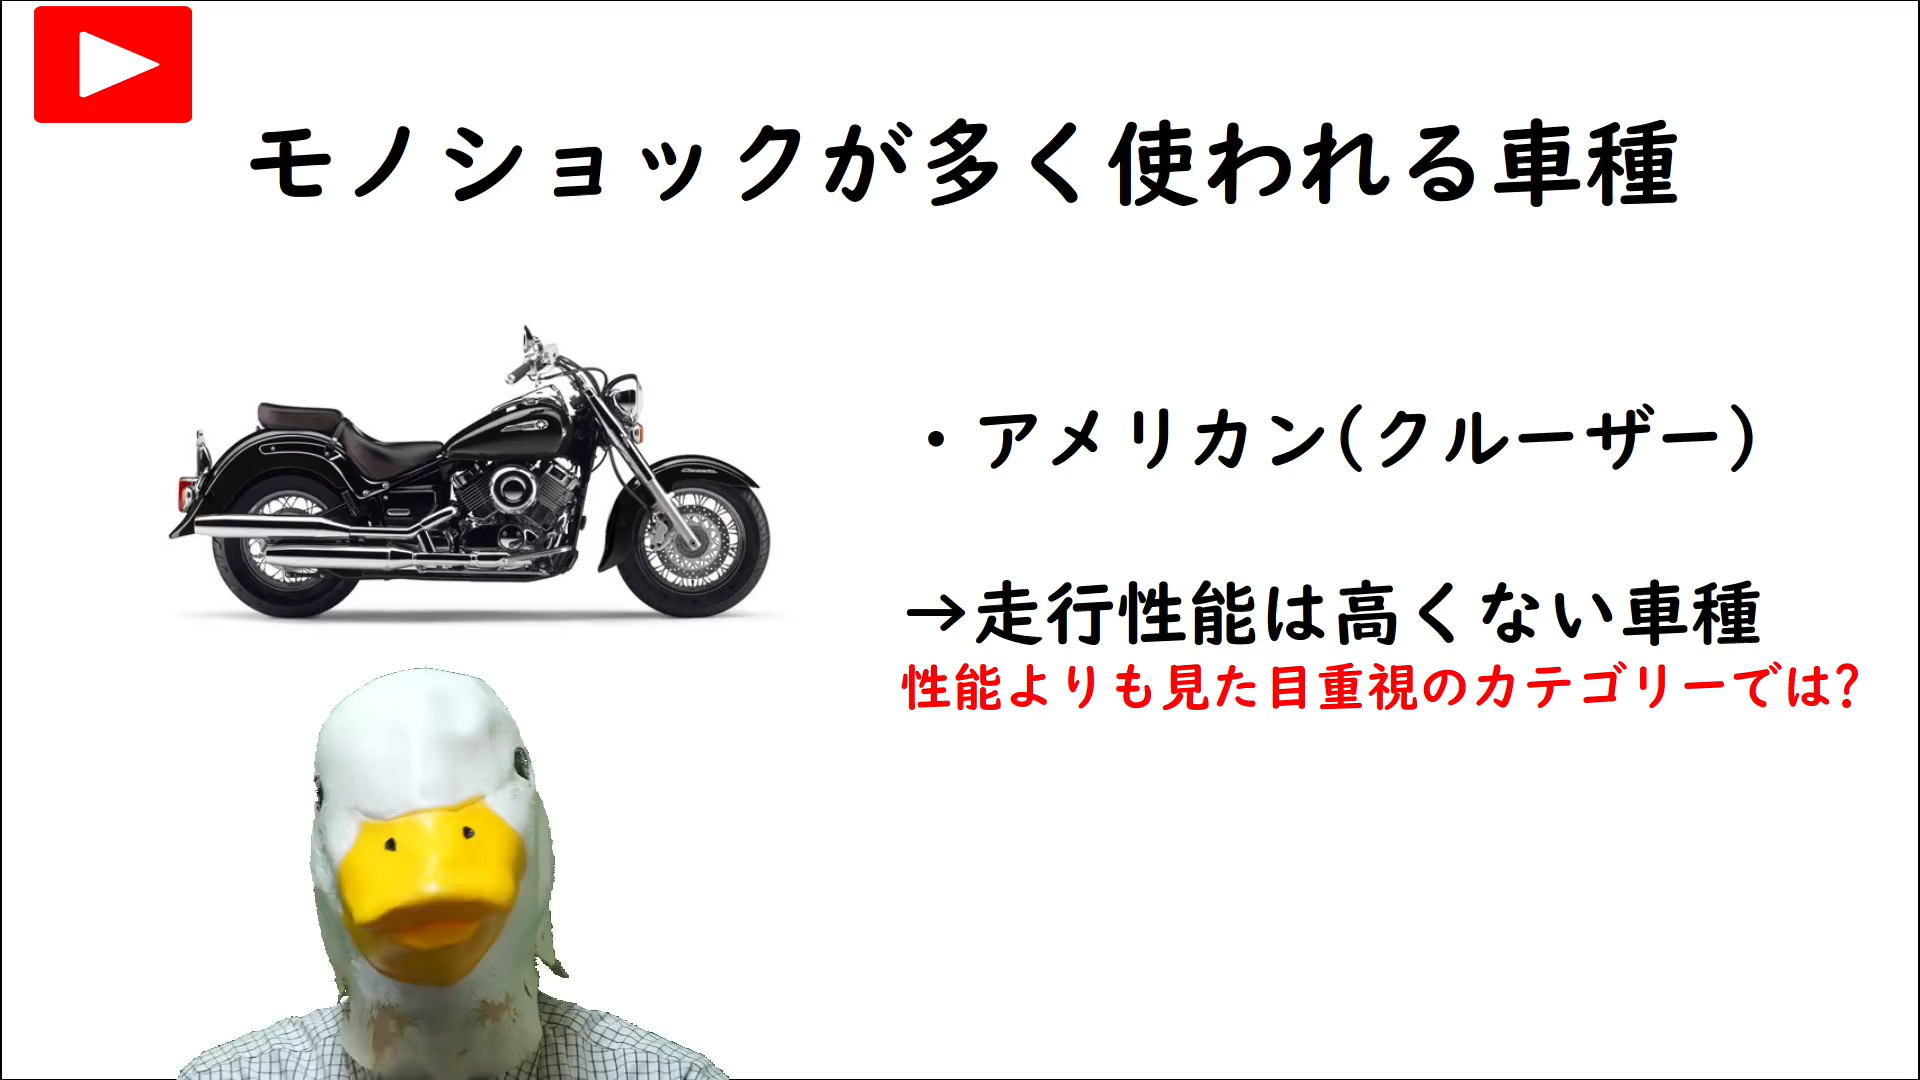 モノショックが多く使われる車種
・アメリカン(クルーザー)
→走行性能は高くない車種
性能よりも見た目重視のカテゴリーでは?